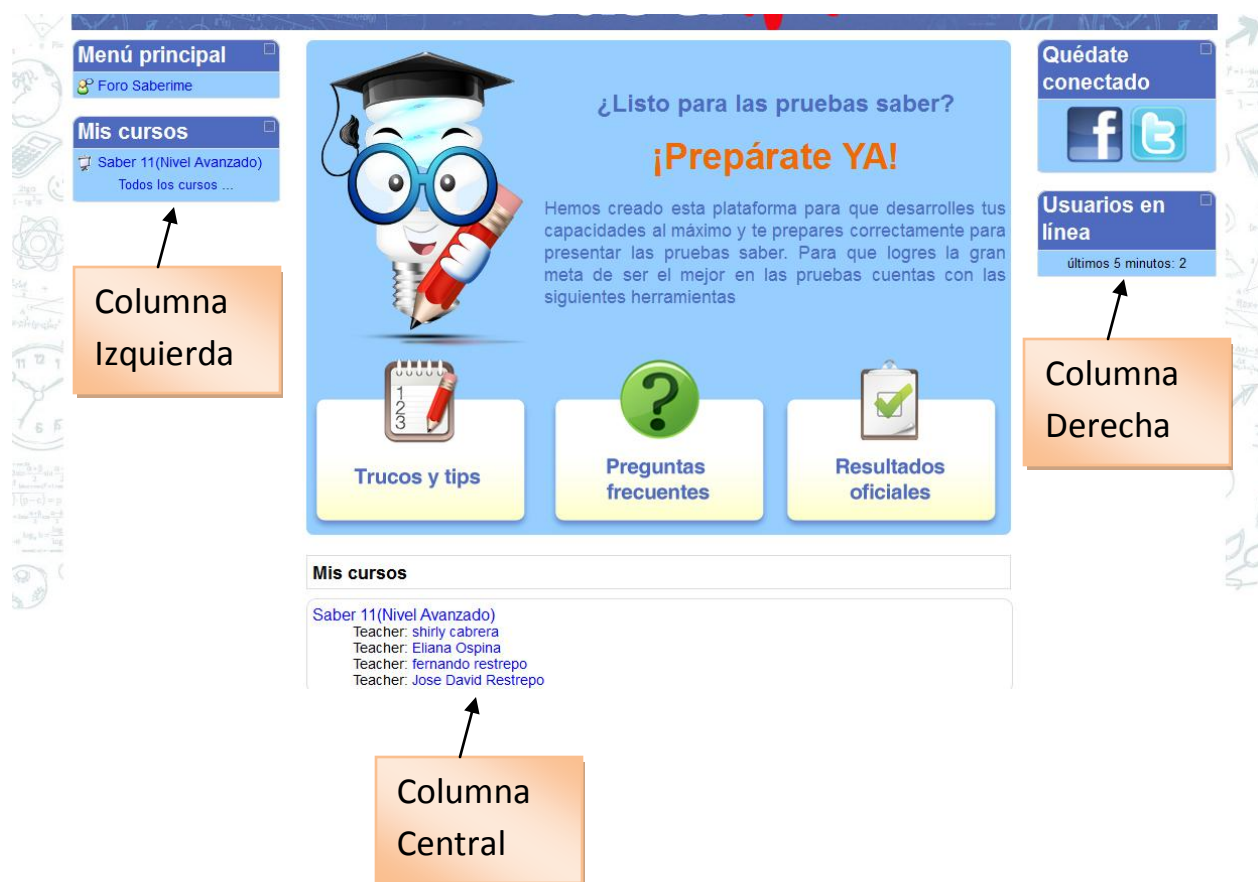 Menú principal
Foro Saberime
Mis cursos
Saber 11(Nivel Avanzado)
Todos los cursos ...
Columna
Izquierda
¿Listo para las pruebas saber?
¡Prepárate YA!
Hemos creado esta plataforma para que desarrolles tus
capacidades al máximo y te prepares correctamente para
presentar las pruebas saber. Para que logres la gran
meta de ser el mejor en las pruebas cuentas con las
siguientes herramientas
1
2
3
Trucos y tips
?
Preguntas
frecuentes
Resultados
oficiales
Quédate
conectado
f
t
Usuarios en
línea
últimos 5 minutos: 2
Columna
Derecha
Mis cursos
Saber 11(Nivel Avanzado)
Teacher: shirly cabrera
Teacher: Eliana Ospina
Teacher: fernando restrepo
Teacher: Jose David Restrepo
Columna
Central